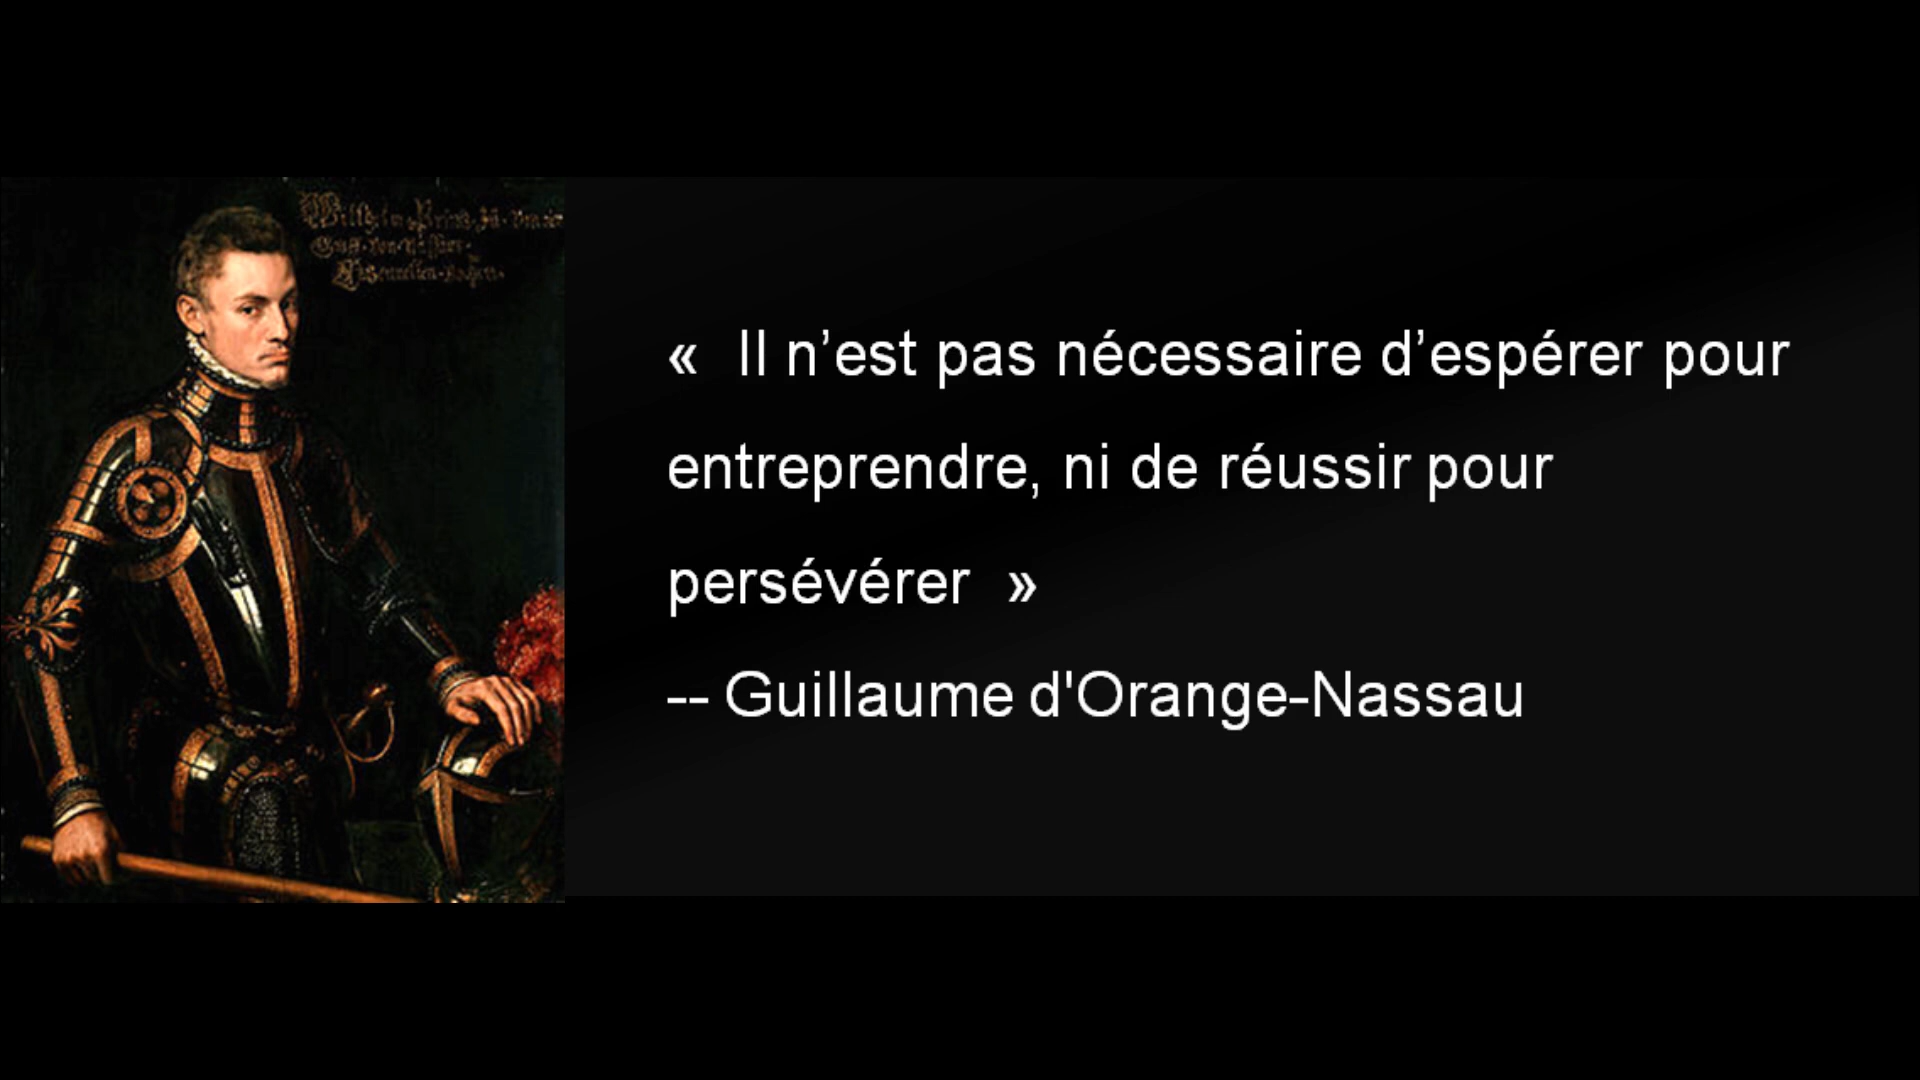 «  Il n’est pas nécessaire d’espérer pour
entreprendre, ni de réussir pour
persévérer  »
-- Guillaume d'Orange-Nassau